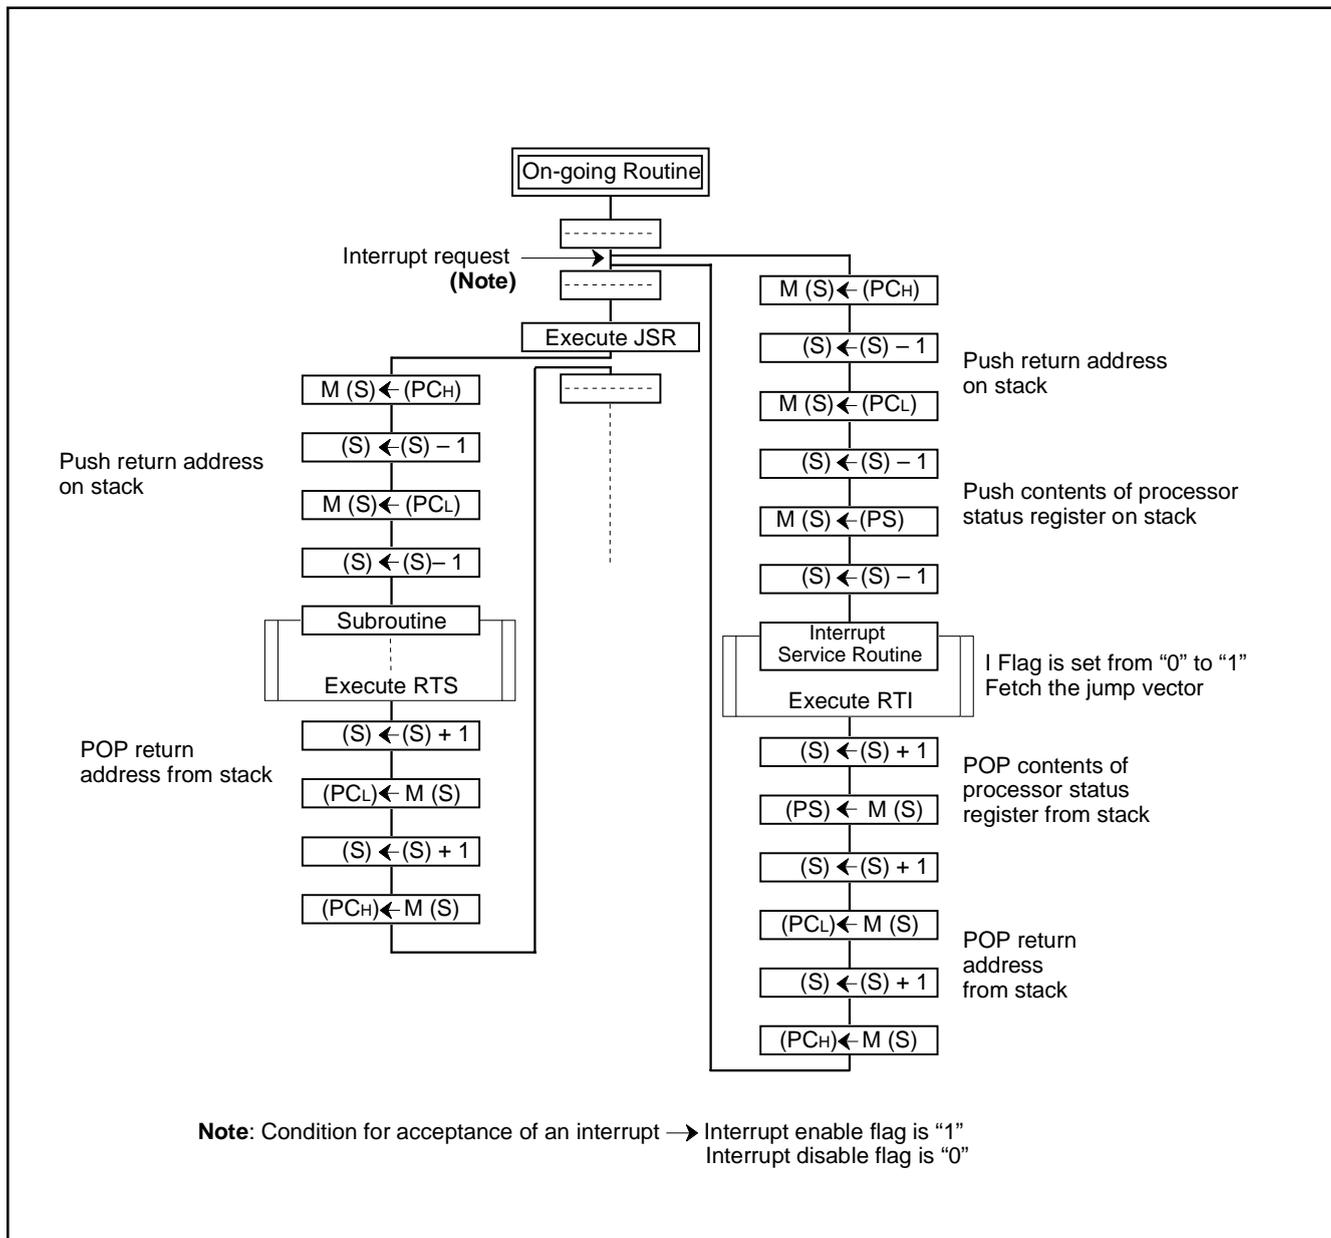 On-going Routine
Interrupt request
(Note)
Execute JSR
M (S) ← (PCH)
(S) ← (S) – 1
M (S) ← (PCL)
(S) ← (S)– 1
Push return address
on stack
Subroutine
Execute RTS
POP return
address from stack
(S) ← (S) + 1
(PCL) ← M (S)
(S) ← (S) + 1
(PCH) ← M (S)
M (S) ← (PCH)
(S) ← (S) – 1
M (S) ← (PCL)
(S) ← (S) – 1
M (S) ← (PS)
(S) ← (S) – 1
Push return address
on stack
Push contents of processor
status register on stack
Interrupt
Service Routine
Execute RTI
I Flag is set from “0” to “1”
Fetch the jump vector
(S) ← (S) + 1
(PS) ← M (S)
(S) ← (S) + 1
(PCL) ← M (S)
(S) ← (S) + 1
(PCH) ← M (S)
POP contents of
processor status
register from stack
POP return
address
from stack
Note: Condition for acceptance of an interrupt → Interrupt enable flag is “1”
Interrupt disable flag is “0”